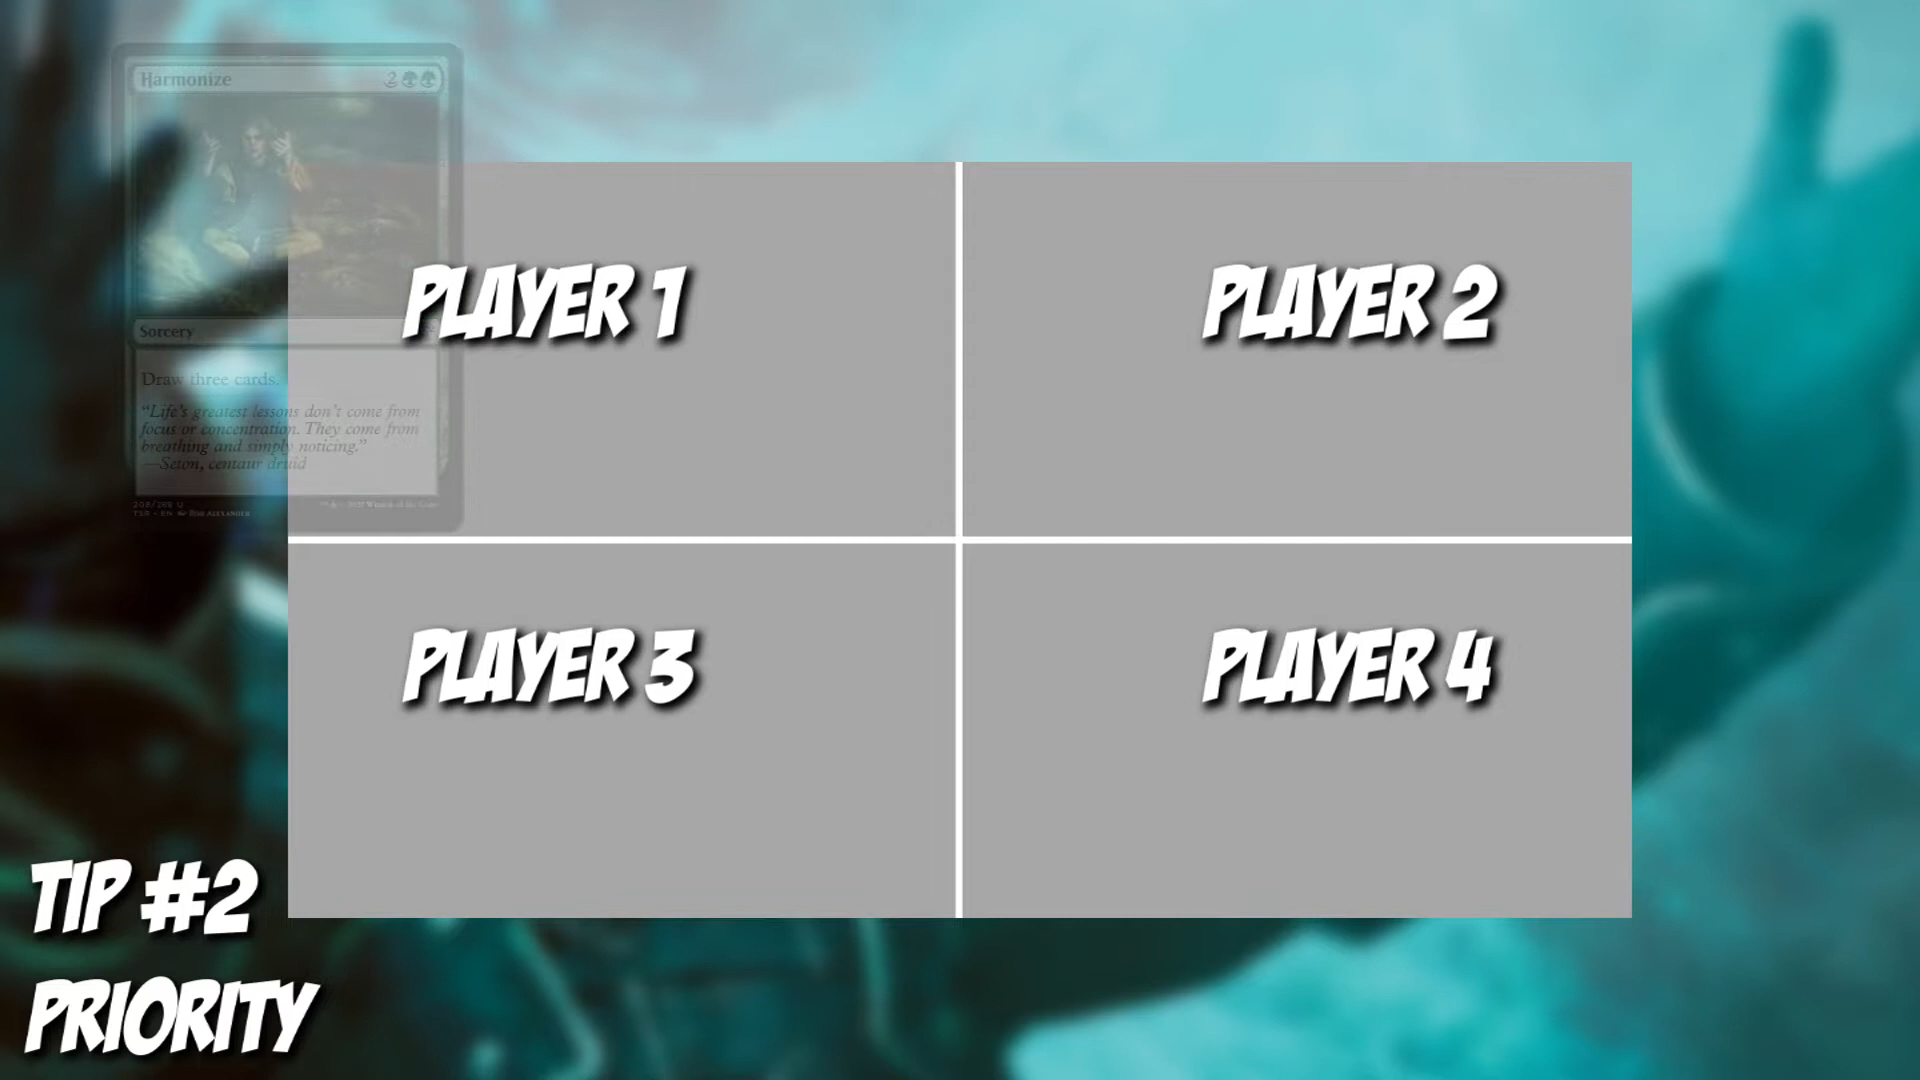 Harmonize 2
Sorcery
Draw three cards.
"Life's greatest lessons don't come from
focus or concentration. They come from
breathing and simply noticing."
—Seton, centaur druid
PLAYER 1
PLAYER 2
PLAYER 3
PLAYER 4
TIP #2
PRIORITY